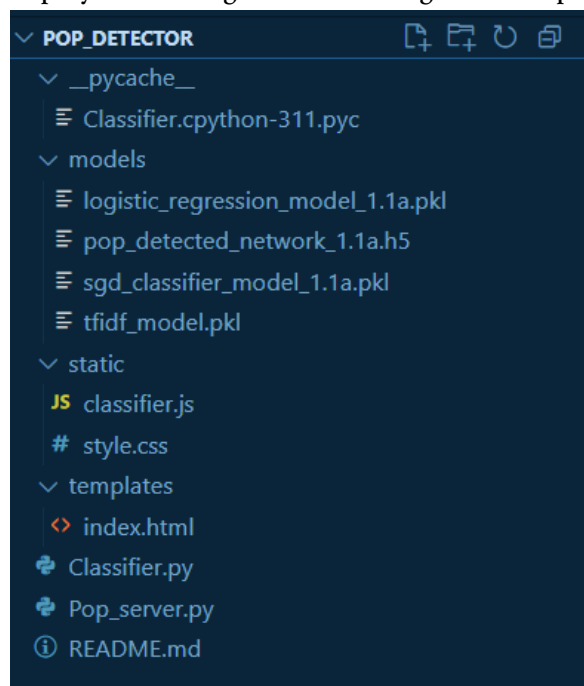 POP_DETECTOR
__pycache__
Classifier.cpython-311.pyc
models
logistic_regression_model_1.1a.pkl
pop_detected_network_1.1a.h5
sgd_classifier_model_1.1a.pkl
tfidf_model.pkl
static
JS classifier.js
# style.css
templates
<> index.html
Classifier.py
Pop_server.py
README.md